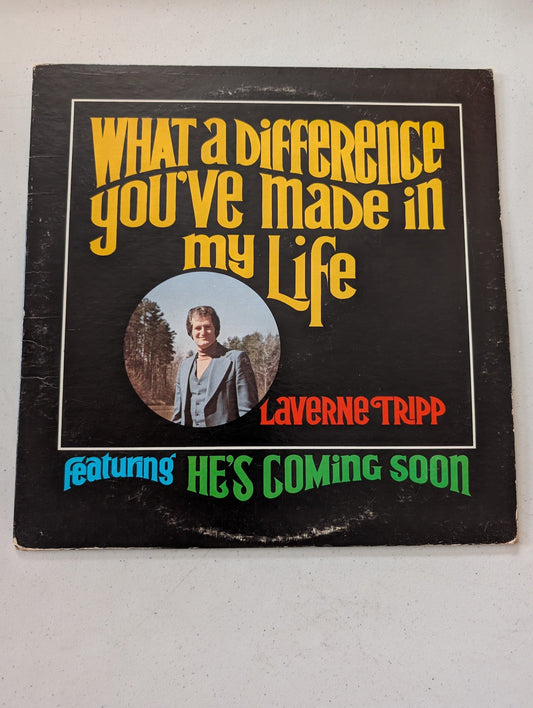 WHAT a DiFFERENCE
you've made in
my Life
Laverne Tripp
Featuring HE'S COMING SOON